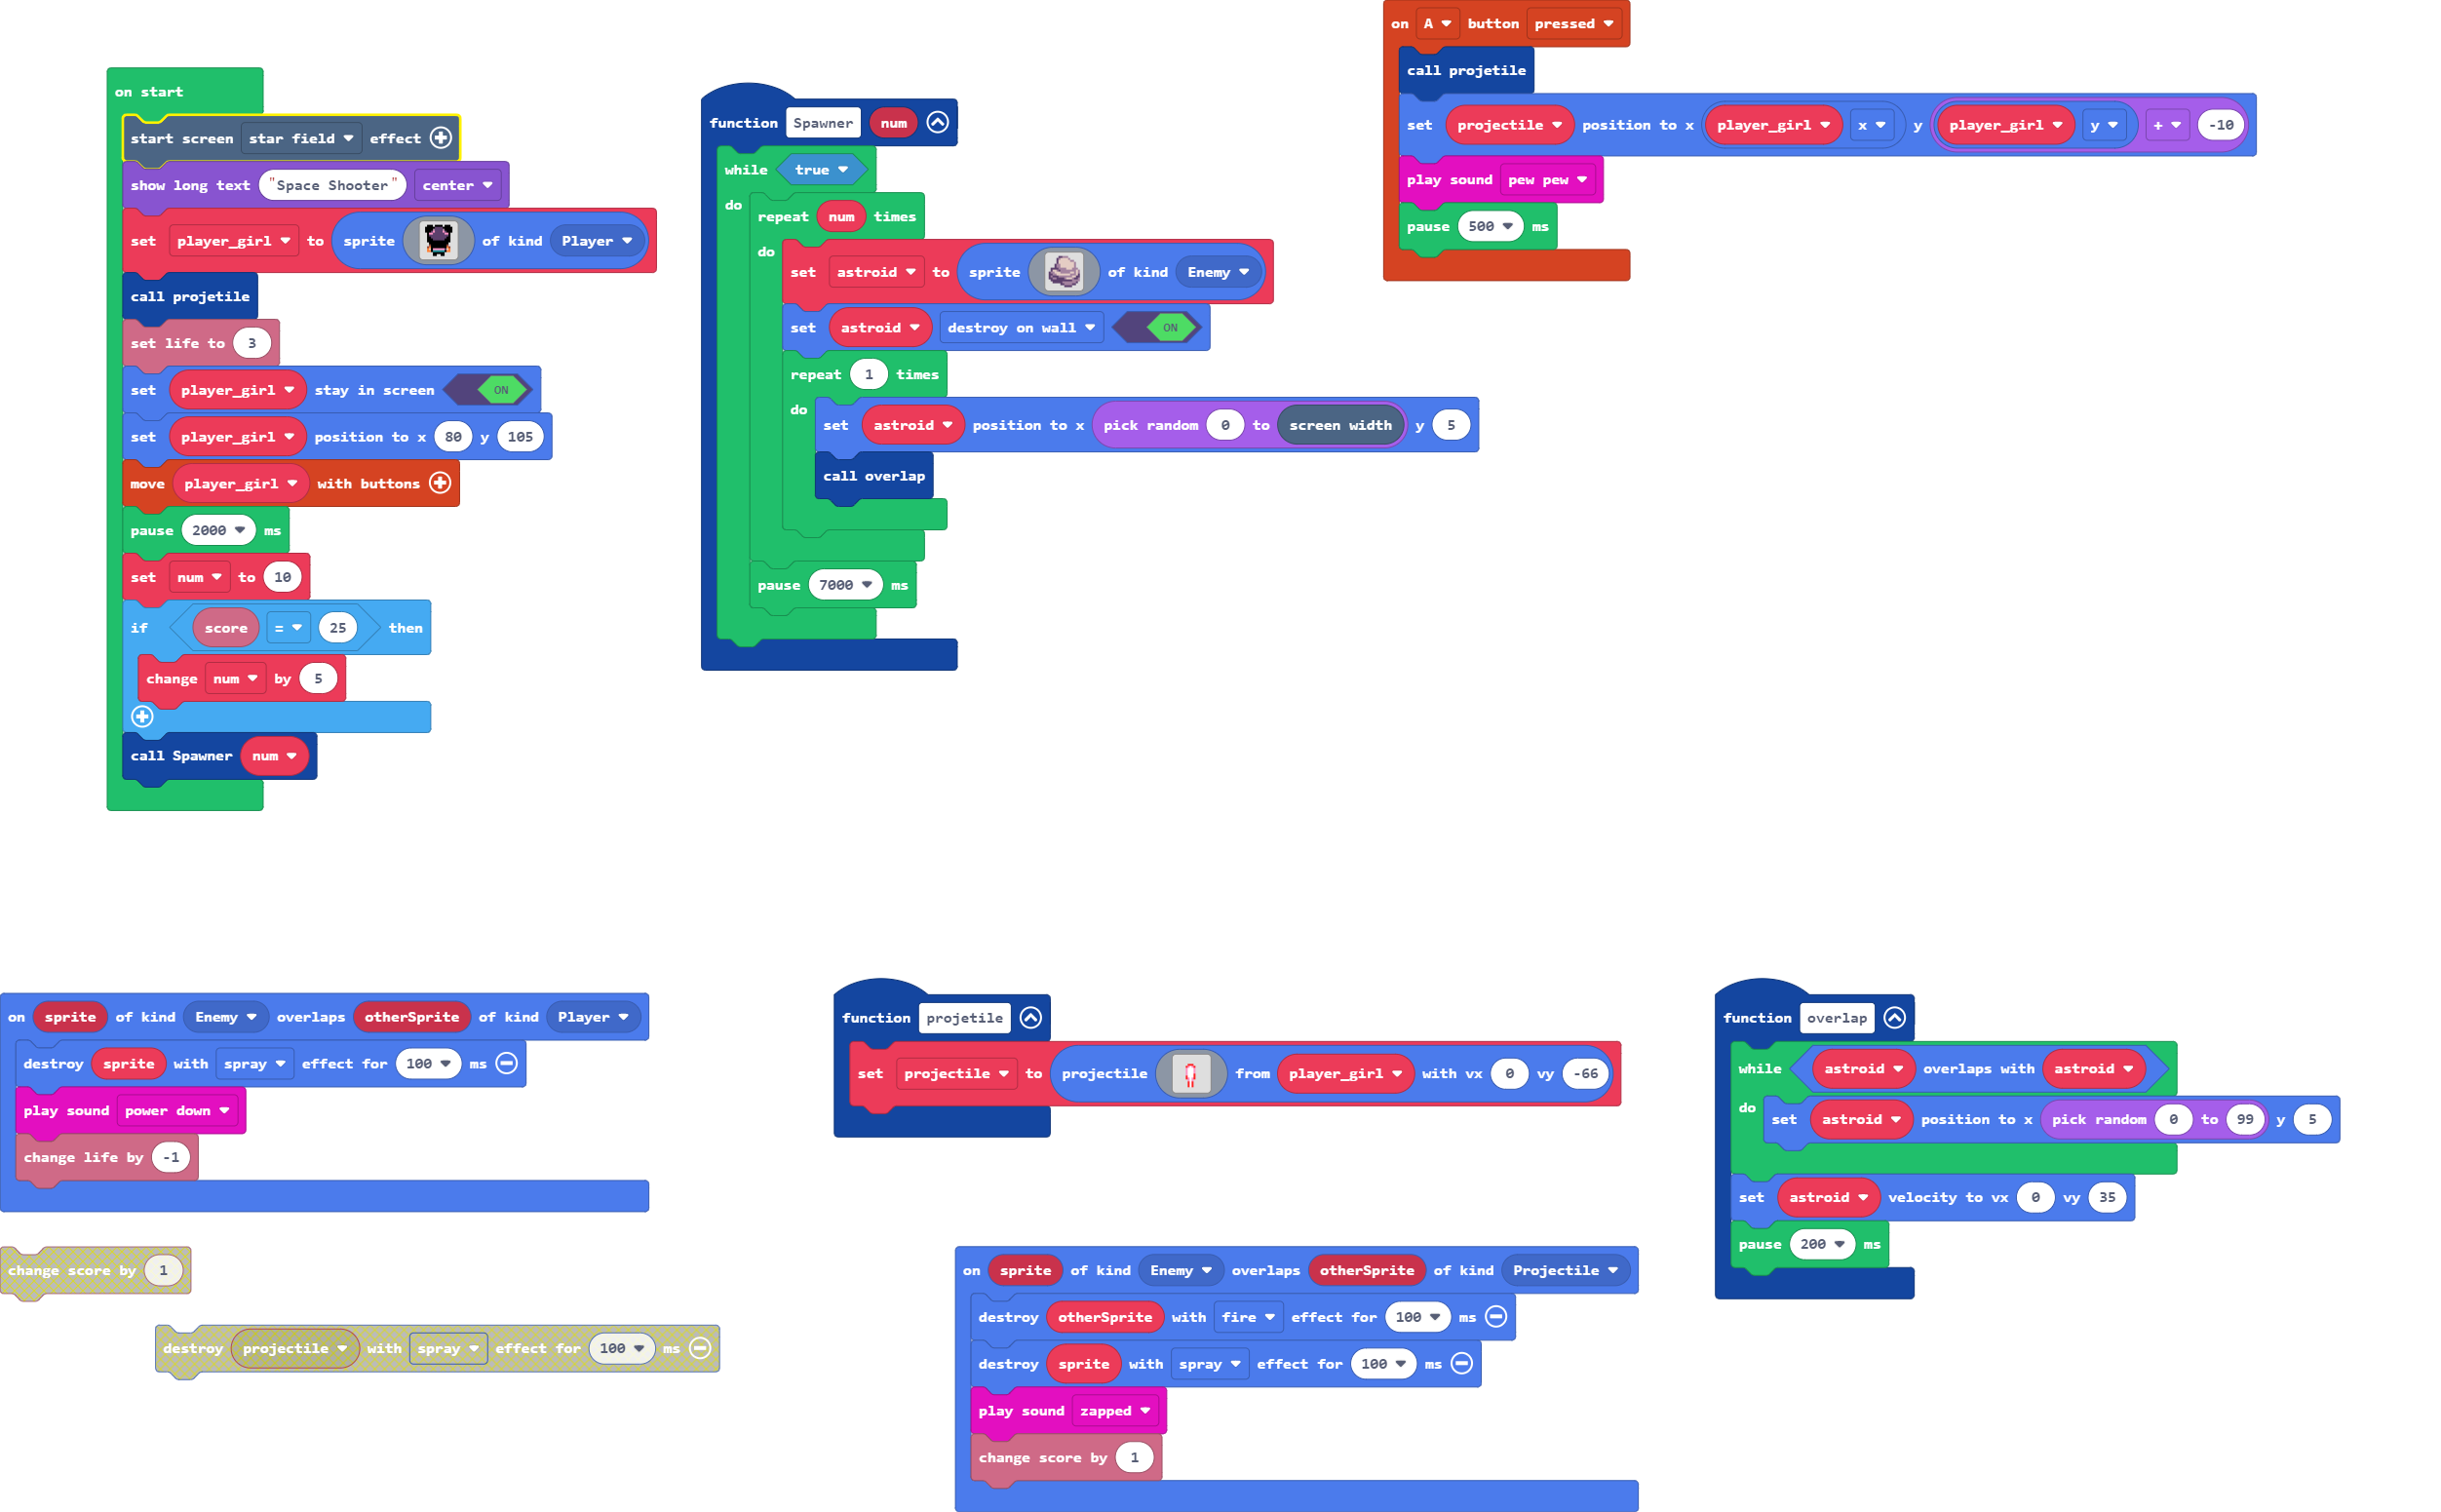 on start
start screen star field effect
show long text "Space Shooter" center
set player_girl to sprite of kind Player
call projetile
set life to 3
set player_girl stay in screen ON
set player_girl position to x 80 y 105
move player_girl with buttons
pause 2000 ms
set num to 10
if score = 25 then
change num by 5
call Spawner num
function Spawner num
while true
do
repeat num times
do
set astroid to sprite of kind Enemy
set astroid destroy on wall ON
repeat 1 times
do
set astroid position to x pick random 0 to screen width y 5
call overlap
pause 7000 ms
on A button pressed
call projetile
set projectile position to x player_girl x y player_girl y + -10
play sound pew pew
pause 500 ms
on sprite of kind Enemy overlaps otherSprite of kind Player
destroy sprite with spray effect for 100 ms
play sound power down
change life by -1
change score by 1
destroy projectile with spray effect for 100 ms
function projetile
set projectile to projectile from player_girl with vx 0 vy -66
on sprite of kind Enemy overlaps otherSprite of kind Projectile
destroy otherSprite with fire effect for 100 ms
destroy sprite with spray effect for 100 ms
play sound zapped
change score by 1
function overlap
while astroid overlaps with astroid
do
set astroid position to x pick random 0 to 99 y 5
set astroid velocity to vx 0 vy 35
pause 200 ms